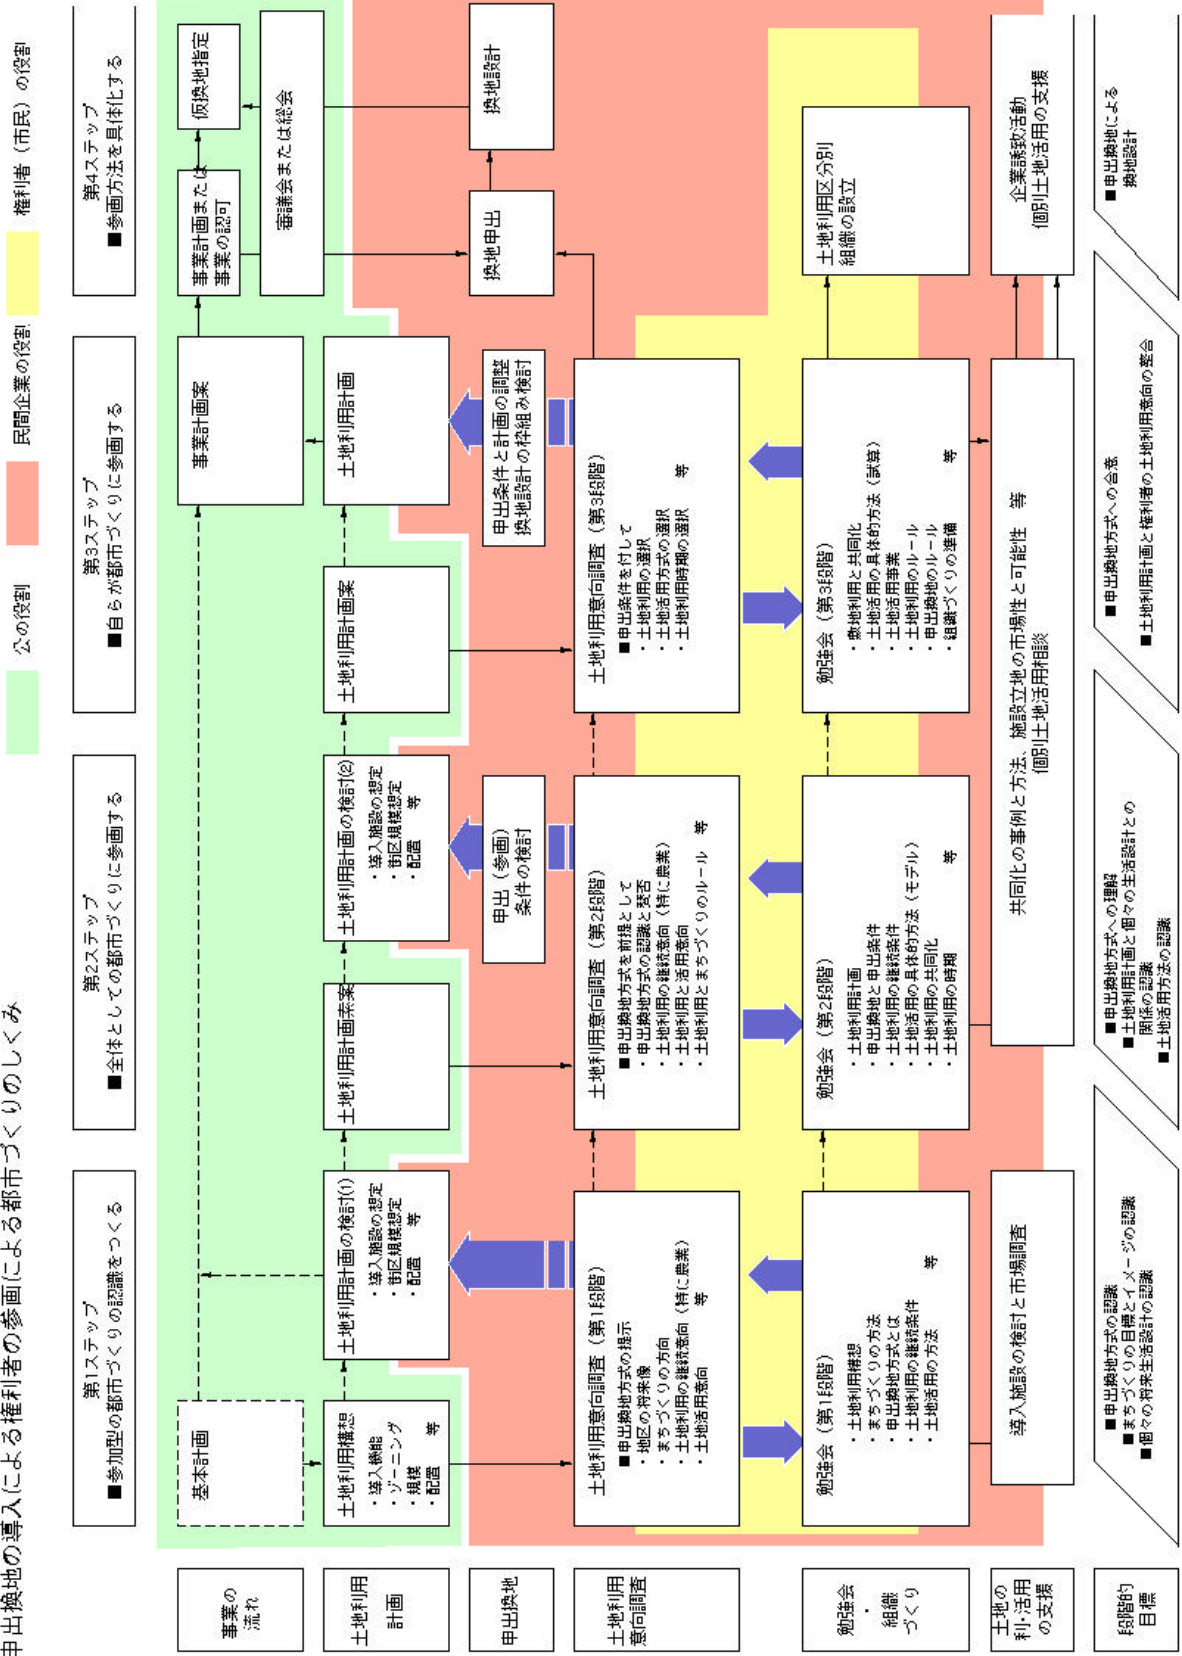 申出換地の導入による権利者の参画による都市づくりのしくみ
公の役割
民間企業の役割
権利者（市民）の役割
第1ステップ
■参加型の都市づくりの認識をつくる
第2ステップ
■全体としての都市づくりに参画する
第3ステップ
■自らが都市づくりに参画する
第4ステップ
■参画方法を具体化する
事業の
流れ
基本計画
事業計画案
事業計画または
事業の認可
仮換地指定
審議会または総会
土地利用
計画
土地利用構想
・導入機能
・ゾーニング
・規模
・配置　等
土地利用計画の検討(1)
・導入施設の想定
・街区規模想定
・配置　等
土地利用計画素案
土地利用計画の検討(2)
・導入施設の想定
・街区規模想定
・配置　等
土地利用計画案
土地利用計画
申出換地
申出（参画）
条件の検討
申出条件と計画の調整
換地設計の枠組み検討
換地申出
換地設計
土地利用
意向調査
土地利用意向調査（第1段階）
■申出換地方式の提示
・地区の将来像
・まちづくりの方向
・土地利用の継続意向（特に農業）
・土地活用意向　等
土地利用意向調査（第2段階）
■申出換地方式を前提として
・申出換地方式の認識と賛否
・土地利用の継続意向（特に農業）
・土地利用と活用意向
・土地利用とまちづくりのルール　等
土地利用意向調査（第3段階）
■申出条件を付して
・土地利用の選択
・土地活用方式の選択
・土地利用時期の選択　等
勉強会
・
組織
づくり
勉強会（第1段階）
・土地利用構想
・まちづくりの方法
・申出換地方式とは
・土地利用の継続条件
・土地活用の方法　等
勉強会（第2段階）
・土地利用計画
・申出換地と申出条件
・土地利用の継続条件
・土地活用の具体的方法（モデル）
・土地利用の共同化
・土地利用の時期　等
勉強会（第3段階）
・敷地利用と共同化
・土地活用の具体的方法（試算）
・土地活用事業
・土地利用のルール
・申出換地のルール
・組織づくりの準備　等
土地利用区分別
組織の設立
土地の
利・活用
の支援
導入施設の検討と市場調査
共同化の事例と方法、施設立地の市場性と可能性　等
個別土地活用相談
企業誘致活動
個別土地活用の支援
段階的
目標
■申出換地方式の認識
■まちづくりの目標とイメージの認識
■個々の将来生活設計の認識
■申出換地方式への理解
■土地利用計画と個々の生活設計との
関係の認識
■土地活用方法の認識
■申出換地方式への合意
■土地利用計画と権利者の土地利用意向の整合
■申出換地による
換地設計